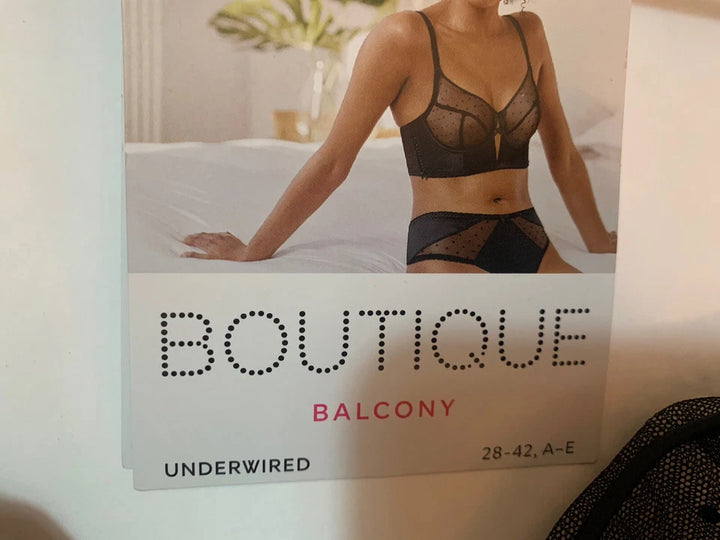 BOUTIQUE
BALCONY
UNDERWIRED
28-42, A-E